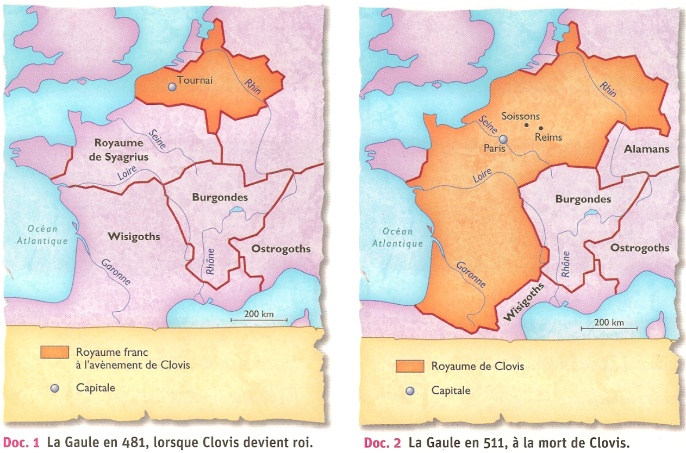 Tournai
Rhin
Seine
Royaume
de Syagrius
Loire
Burgondes
Océan
Atlantique
Wisigoths
Ostrogoths
Rhône
Garonne
200 km
Royaume franc
à l'avènement de Clovis
Capitale
Doc. 1 La Gaule en 481, lorsque Clovis devient roi.
Rhin
Soissons
Seine
Reims
Paris
Alamans
Loire
Burgondes
Océan
Atlantique
Ostrogoths
Garonne
Rhône
Wisigoths
200 km
Royaume de Clovis
Capitale
Doc. 2 La Gaule en 511, à la mort de Clovis.